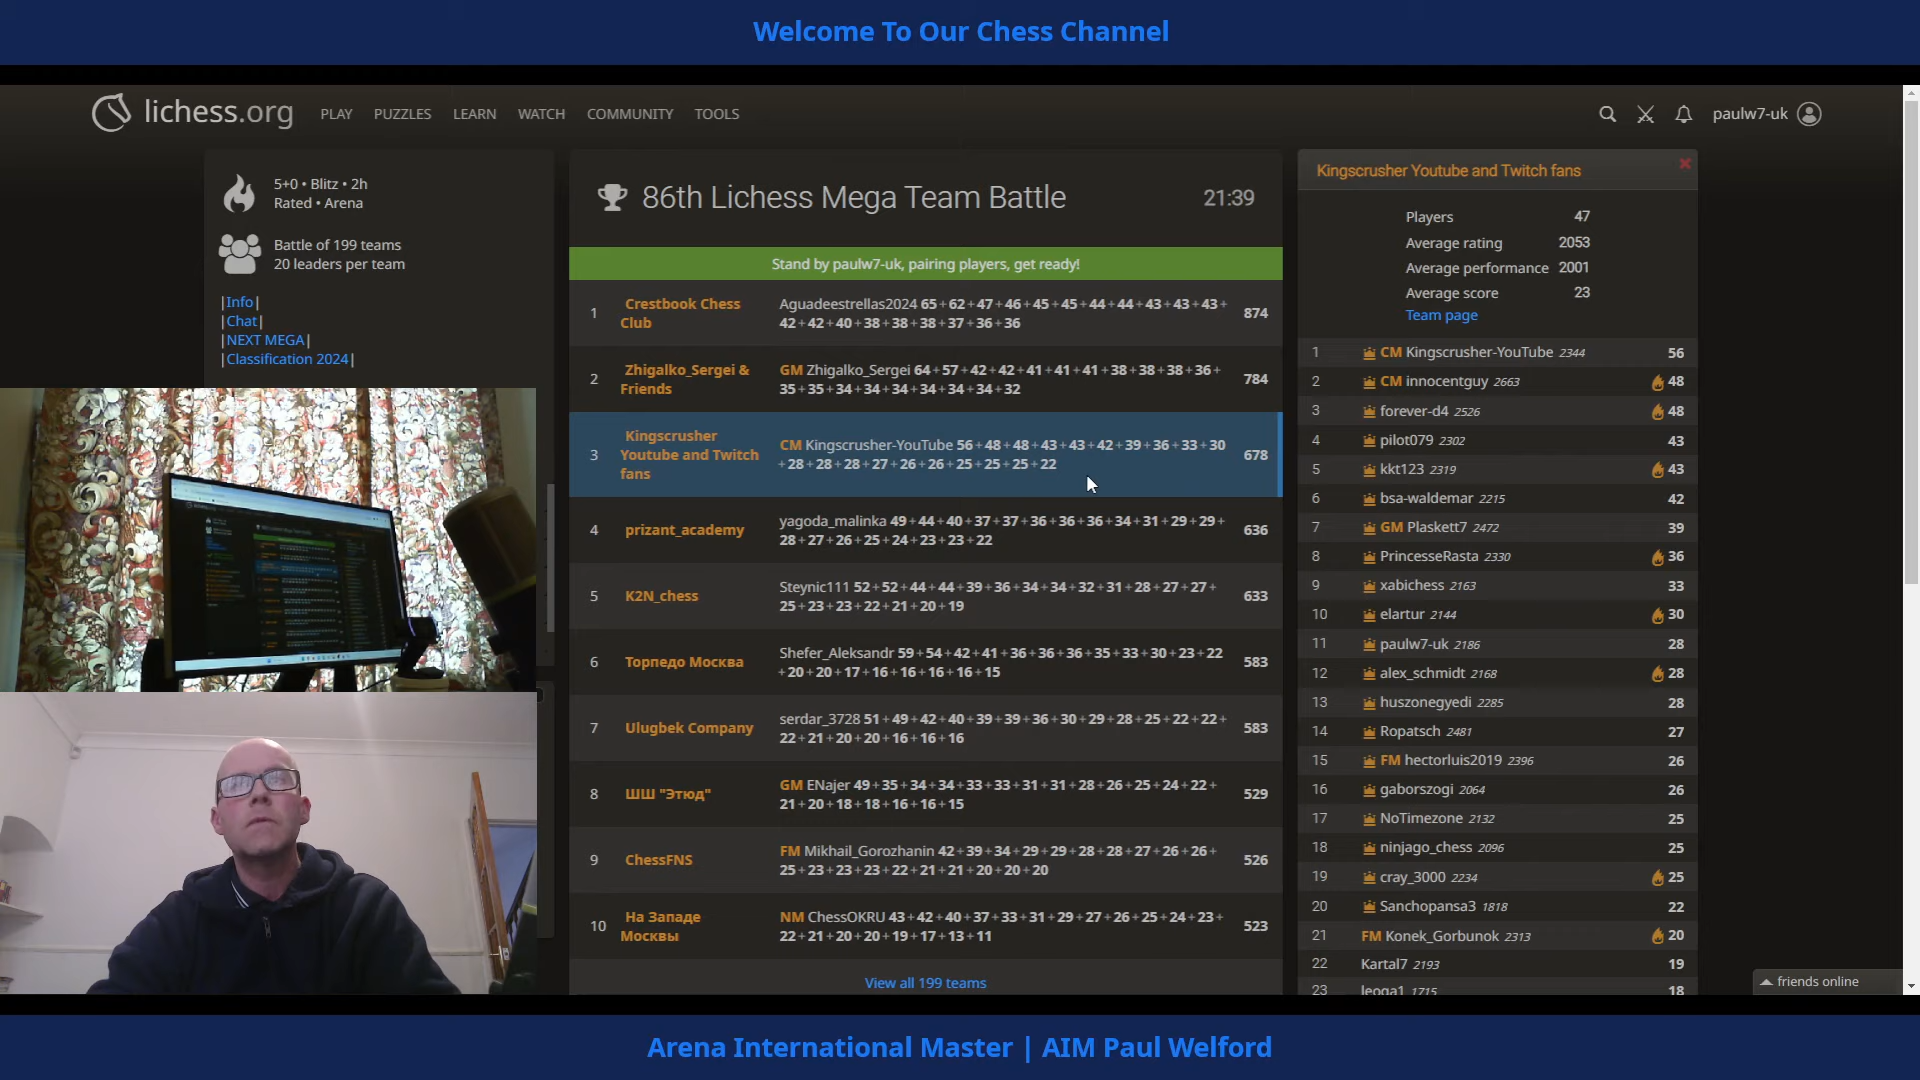 Welcome To Our Chess Channel
lichess.org PLAY PUZZLES LEARN WATCH COMMUNITY TOOLS paulw7-uk
5+0 • Blitz • 2h
Rated • Arena
Battle of 199 teams
20 leaders per team
|Info|
|Chat|
|NEXT MEGA|
|Classification 2024|
86th Lichess Mega Team Battle 21:39
Stand by paulw7-uk, pairing players, get ready!
1 Crestbook Chess Club Aguadeestrellas2024 65+62+47+46+45+45+44+44+43+43+43+
42+42+40+38+38+38+37+36+36 874
2 Zhigalko_Sergei & Friends GM Zhigalko_Sergei 64+57+42+42+41+41+41+38+38+38+36+
35+35+34+34+34+34+34+34+32 784
3 Kingscrusher Youtube and Twitch fans CM Kingscrusher-YouTube 56+48+48+43+43+42+39+36+33+30
+28+28+28+27+26+26+25+25+25+22 678
4 prizant_academy yagoda_malinka 49+44+40+37+37+36+36+36+34+31+29+29+
28+27+26+25+24+23+23+22 636
5 K2N_chess Steynic111 52+52+44+44+39+36+34+34+32+31+28+27+27+
25+23+23+22+21+20+19 633
6 Торпедо Москва Shefer_Aleksandr 59+54+42+41+36+36+36+35+33+30+23+22
+20+20+17+16+16+16+16+15 583
7 Ulugbek Company serdar_3728 51+49+42+40+39+39+36+30+29+28+25+22+22+
22+21+20+20+16+16+16 583
8 ШШ "Этюд" GM ENajer 49+35+34+34+33+33+31+31+28+26+25+24+22+
21+20+18+18+16+16+15 529
9 ChessFNS FM Mikhail_Gorozhanin 42+39+34+29+29+28+28+27+26+26+
25+23+23+23+22+21+21+20+20+20 526
10 На Западе Москвы NM ChessOKRU 43+42+40+37+33+31+29+27+26+25+24+23+
22+21+20+20+19+17+13+11 523
View all 199 teams
Kingscrusher Youtube and Twitch fans
Players 47
Average rating 2053
Average performance 2001
Average score 23
Team page
1 CM Kingscrusher-YouTube 2344 56
2 CM innocentguy 2663 48
3 forever-d4 2526 48
4 pilot079 2302 43
5 kkt123 2319 43
6 bsa-waldemar 2215 42
7 GM Plaskett7 2472 39
8 PrincesseRasta 2330 36
9 xabichess 2163 33
10 elartur 2144 30
11 paulw7-uk 2186 28
12 alex_schmidt 2168 28
13 huszonegyedi 2285 28
14 Ropatsch 2481 27
15 FM hectorluis2019 2396 26
16 gaborszogi 2064 26
17 NoTimezone 2132 25
18 ninjago_chess 2096 25
19 cray_3000 2234 25
20 Sanchopansa3 1818 22
21 FM Konek_Gorbunok 2313 20
22 Kartal7 2193 19
23 leoga1 1715 18
friends online
Arena International Master | AIM Paul Welford